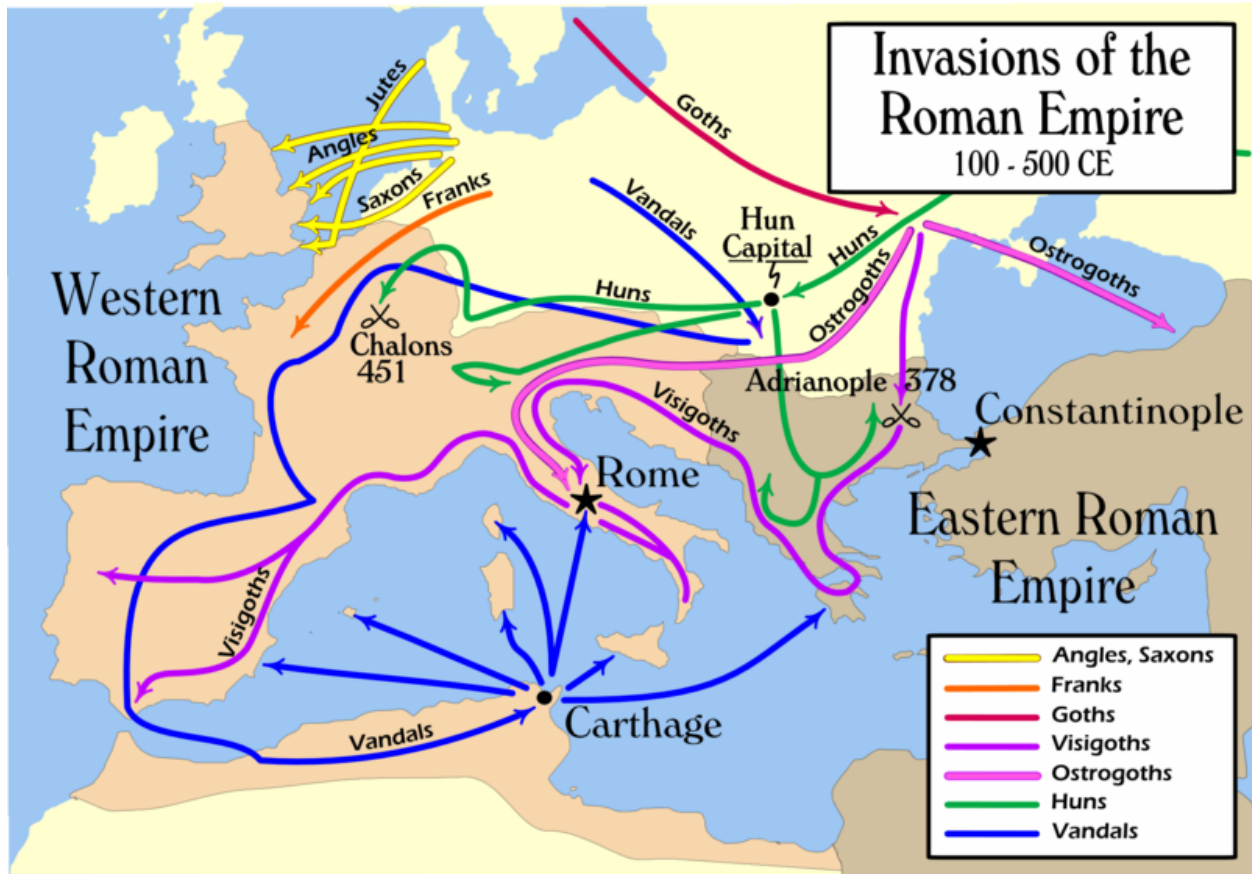 Invasions of the
Roman Empire
100 - 500 CE
Jutes
Angles
Saxons
Franks
Goths
Vandals
Hun
Capital
Huns
Ostrogoths
Ostrogoths
Huns
Western
Roman
Empire
Chalons
451
Adrianople 378
Constantinople
Visigoths
Rome
Eastern Roman
Empire
Visigoths
Carthage
Vandals
Angles, Saxons
Franks
Goths
Visigoths
Ostrogoths
Huns
Vandals